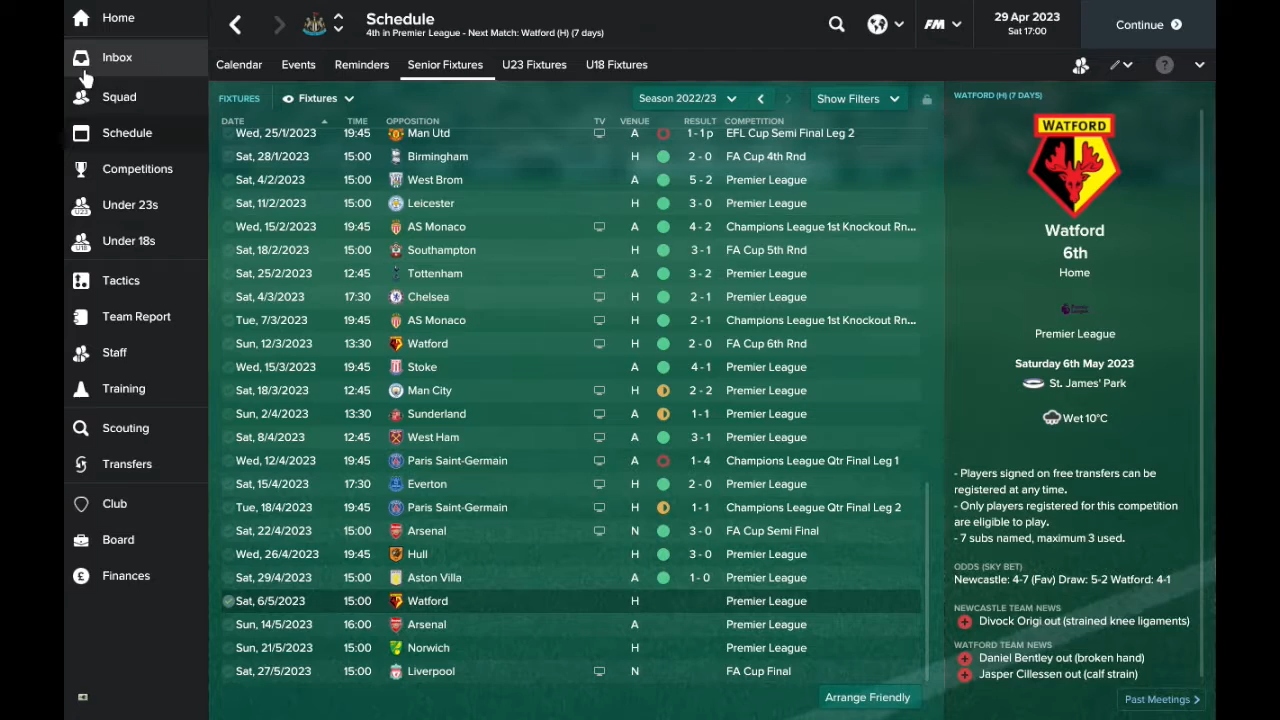 Home
Schedule
4th in Premier League - Next Match: Watford (H) (7 days)
FM
29 Apr 2023
Sat 17:00
Continue
Inbox
Squad
Schedule
Competitions
Under 23s
U23
Under 18s
U18
Tactics
Team Report
Staff
Training
Scouting
Transfers
Club
Board
Finances
Calendar Events Reminders Senior Fixtures U23 Fixtures U18 Fixtures
FIXTURES Fixtures Season 2022/23 Show Filters
DATE TIME OPPOSITION TV VENUE RESULT COMPETITION
Wed, 25/1/2023 19:45 Man Utd A 1 - 1 p EFL Cup Semi Final Leg 2
Sat, 28/1/2023 15:00 Birmingham H 2 - 0 FA Cup 4th Rnd
Sat, 4/2/2023 15:00 West Brom A 5 - 2 Premier League
Sat, 11/2/2023 15:00 Leicester H 3 - 0 Premier League
Wed, 15/2/2023 19:45 AS Monaco A 4 - 2 Champions League 1st Knockout Rn...
Sat, 18/2/2023 15:00 Southampton H 3 - 1 FA Cup 5th Rnd
Sat, 25/2/2023 12:45 Tottenham A 3 - 2 Premier League
Sat, 4/3/2023 17:30 Chelsea H 2 - 1 Premier League
Tue, 7/3/2023 19:45 AS Monaco H 2 - 1 Champions League 1st Knockout Rn...
Sun, 12/3/2023 13:30 Watford H 2 - 0 FA Cup 6th Rnd
Wed, 15/3/2023 19:45 Stoke A 4 - 1 Premier League
Sat, 18/3/2023 12:45 Man City H 2 - 2 Premier League
Sun, 2/4/2023 13:30 Sunderland A 1 - 1 Premier League
Sat, 8/4/2023 12:45 West Ham A 3 - 1 Premier League
Wed, 12/4/2023 19:45 Paris Saint-Germain A 1 - 4 Champions League Qtr Final Leg 1
Sat, 15/4/2023 17:30 Everton H 2 - 0 Premier League
Tue, 18/4/2023 19:45 Paris Saint-Germain H 1 - 1 Champions League Qtr Final Leg 2
Sat, 22/4/2023 15:00 Arsenal N 3 - 0 FA Cup Semi Final
Wed, 26/4/2023 19:45 Hull H 3 - 0 Premier League
Sat, 29/4/2023 15:00 Aston Villa A 1 - 0 Premier League
Sat, 6/5/2023 15:00 Watford H Premier League
Sun, 14/5/2023 16:00 Arsenal A Premier League
Sun, 21/5/2023 15:00 Norwich H Premier League
Sat, 27/5/2023 15:00 Liverpool N FA Cup Final
Arrange Friendly
WATFORD (H) (7 DAYS)
WATFORD
Watford
6th
Home
Premier League
Saturday 6th May 2023
St. James' Park
Wet 10°C
- Players signed on free transfers can be
registered at any time.
- Only players registered for this competition
are eligible to play.
- 7 subs named, maximum 3 used.
ODDS (SKY BET)
Newcastle: 4-7 (Fav) Draw: 5-2 Watford: 4-1
NEWCASTLE TEAM NEWS
Divock Origi out (strained knee ligaments)
WATFORD TEAM NEWS
Daniel Bentley out (broken hand)
Jasper Cillessen out (calf strain)
Past Meetings